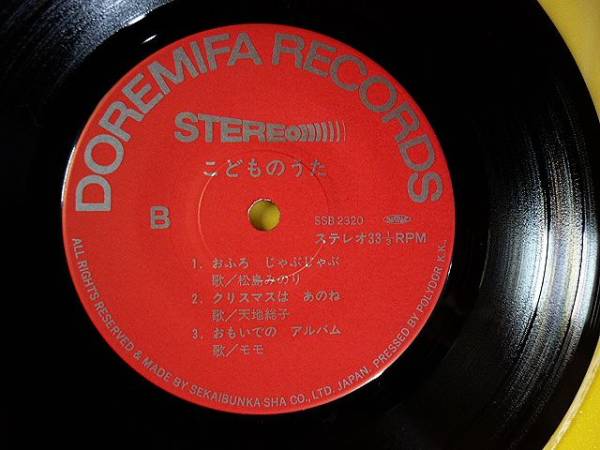 DOREMIFA RECORDS
STEREO
こどものうた
B
SSB 2320
ステレオ33⅓RPM
1. おふろ じゃぶじゃぶ
歌/松島みのり
2. クリスマスは あのね
歌/天地総子
3. おもいでの アルバム
歌/モモ
ALL RIGHTS RESERVED & MADE BY SEKAIBUNKA-SHA CO., LTD. JAPAN. PRESSED BY POLYDOR K.K.,